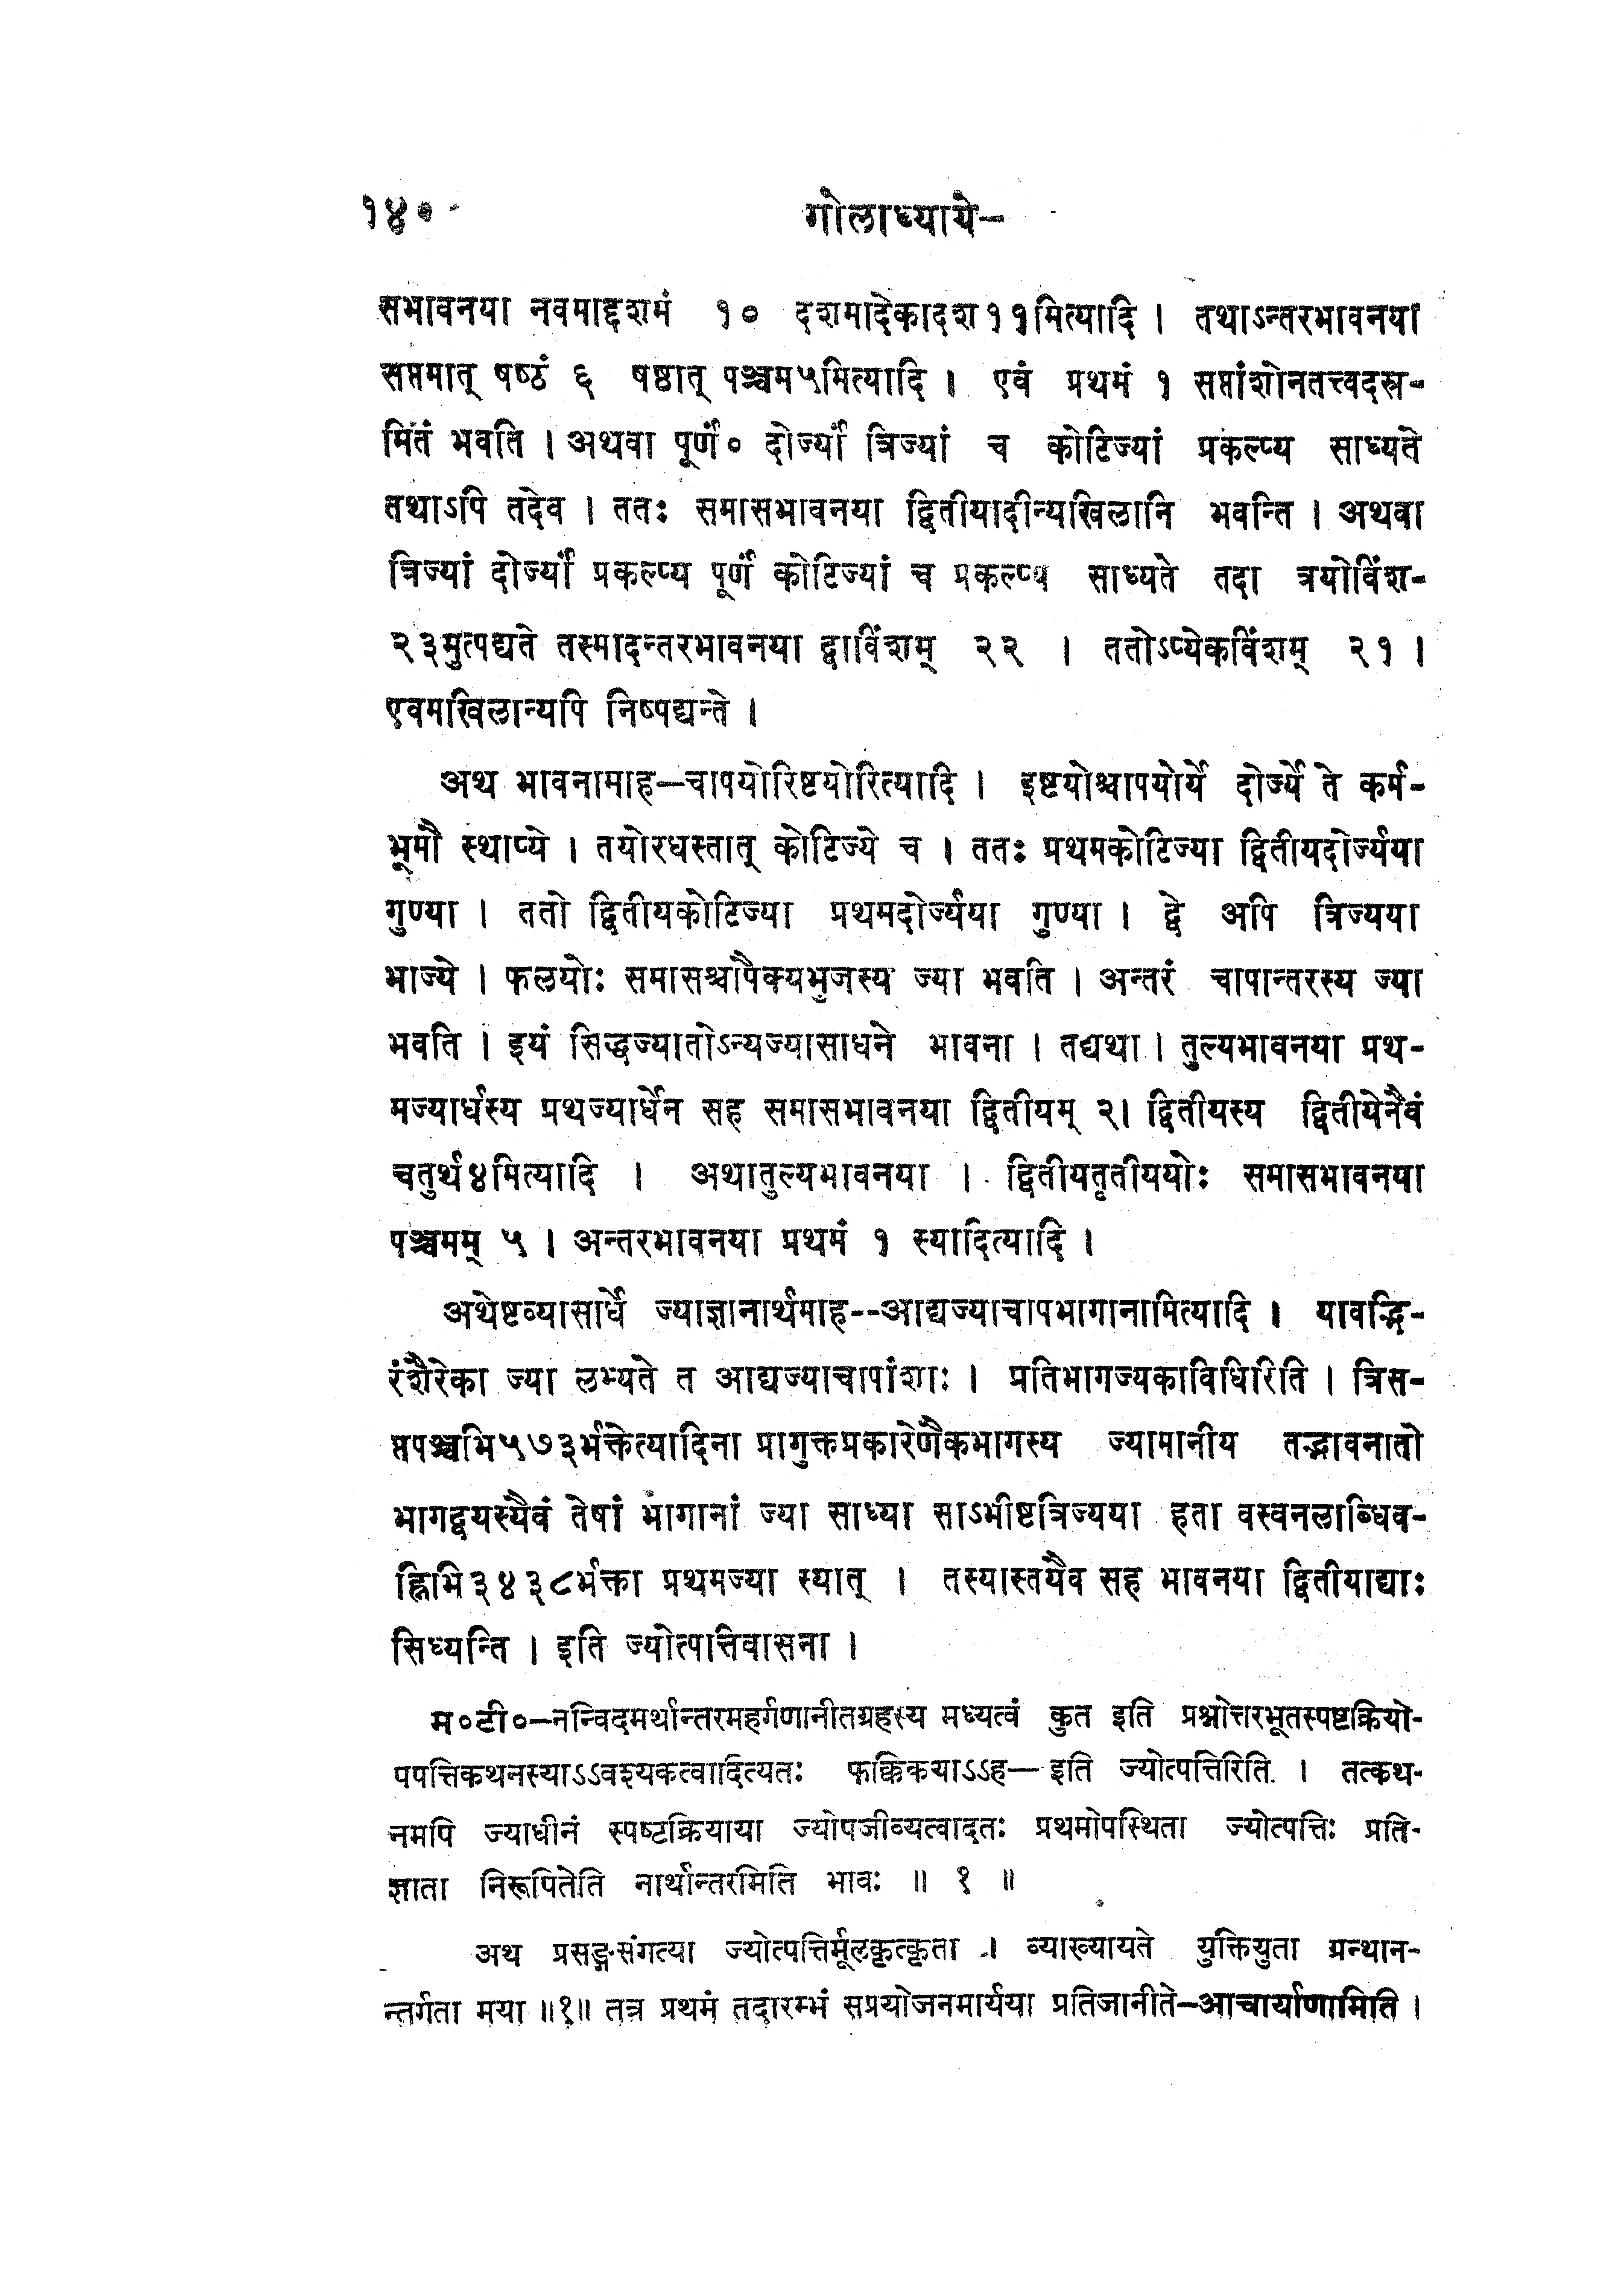 १४०
गोलाध्याये–
सभावनया नवमाद्दशमं १० दशमादेकादश११मित्यादि । तथाऽन्तरभावनया
सप्तमात् षष्ठं ६ षष्ठात् पञ्चम५मित्यादि । एवं प्रथमं १ सप्तांशोनतत्त्वदस्र-
मितं भवति । अथवा पूर्णं० दोर्ज्यां त्रिज्यां च कोटिज्यां प्रकल्प्य साध्यते
तथाऽपि तदेव । ततः समासभावनया द्वितीयादीन्यखिलानि भवन्ति । अथवा
त्रिज्यां दोर्ज्यां प्रकल्प्य पूर्णं कोटिज्यां च प्रकल्प्य साध्यते तदा त्रयोविंश-
२३मुत्पद्यते तस्मादन्तरभावनया द्वाविंशम् २२ । ततोऽप्येकविंशम् २१ ।
एवमखिलान्यपि निष्पद्यन्ते ।
अथ भावनामाह—चापयोरिष्टयोरित्यादि । इष्टयोश्चापयोर्ये दोर्ज्ये ते कर्म-
भूमौ स्थाप्ये । तयोरधस्तात् कोटिज्ये च । ततः प्रथमकोटिज्या द्वितीयदोर्ज्यया
गुण्या । ततो द्वितीयकोटिज्या प्रथमदोर्ज्यया गुण्या । द्वे अपि त्रिज्यया
भाज्ये । फलयोः समासश्चापैक्यभुजस्य ज्या भवति । अन्तरं चापान्तरस्य ज्या
भवति । इयं सिद्धज्यातोऽन्यज्यासाधने भावना । तद्यथा । तुल्यभावनया प्रथ-
मज्यार्धस्य प्रथज्यार्धेन सह समासभावनया द्वितीयम् २। द्वितीयस्य द्वितीयेनैवं
चतुर्थ४मित्यादि । अथातुल्यभावनया । द्वितीयतृतीययोः समासभावनया
पञ्चमम् ५ । अन्तरभावनया प्रथमं १ स्यादित्यादि ।
अथेष्टव्यासार्धे ज्याज्ञानार्थमाह--आद्यज्याचापभागानामित्यादि । यावद्भि-
रंशैरेका ज्या लभ्यते त आद्यज्याचापांशाः । प्रतिभागज्यकाविधिरिति । त्रिस-
प्तपञ्चभि५७३र्भक्तेत्यादिना प्रागुक्तप्रकारेणैकभागस्य ज्यामानीय तद्भावनातो
भागद्वयस्यैवं तेषां भागानां ज्या साध्या साऽभीष्टत्रिज्यया हता वस्वनलाब्धिव-
ह्निभि३४३८र्भक्ता प्रथमज्या स्यात् । तस्यास्तयैव सह भावनया द्वितीयाद्याः
सिध्यन्ति । इति ज्योत्पत्तिवासना ।
म०टी०–नन्विदमर्थान्तरमहर्गणानीतग्रहस्य मध्यत्वं कुत इति प्रश्नोत्तरभूतस्पष्टक्रियो-
पपत्तिकथनस्याऽऽवश्यकत्वादित्यतः फक्किकयाऽऽह—इति ज्योत्पत्तिरिति । तत्कथ-
नमपि ज्याधीनं स्पष्टक्रियाया ज्योपजीव्यत्वादतः प्रथमोपस्थिता ज्योत्पत्तिः प्रति-
ज्ञाता निरूपितेति नार्थान्तरमिति भावः ॥ १ ॥
अथ प्रसङ्गसंगत्या ज्योत्पत्तिर्मूलकृत्कृता । व्याख्यायते युक्तियुता ग्रन्थान-
न्तर्गता मया ॥१॥ तत्र प्रथमं तदारम्भं सप्रयोजनमार्यया प्रतिजानीते–आचार्याणामिति ।